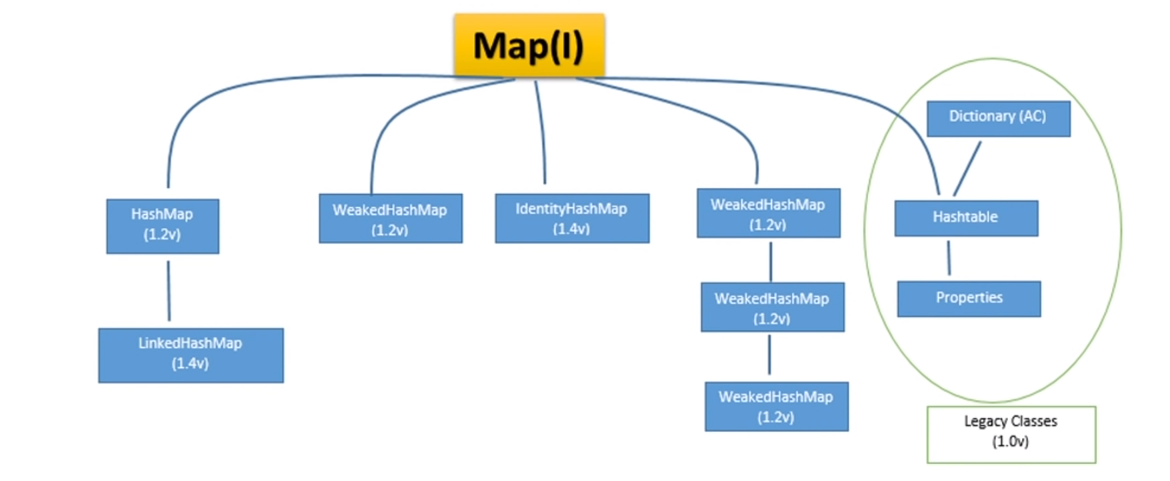 Map(I)
Dictionary (AC)
HashMap
(1.2v)
WeakedHashMap
(1.2v)
IdentityHashMap
(1.4v)
WeakedHashMap
(1.2v)
Hashtable
WeakedHashMap
(1.2v)
Properties
LinkedHashMap
(1.4v)
WeakedHashMap
(1.2v)
Legacy Classes
(1.0v)